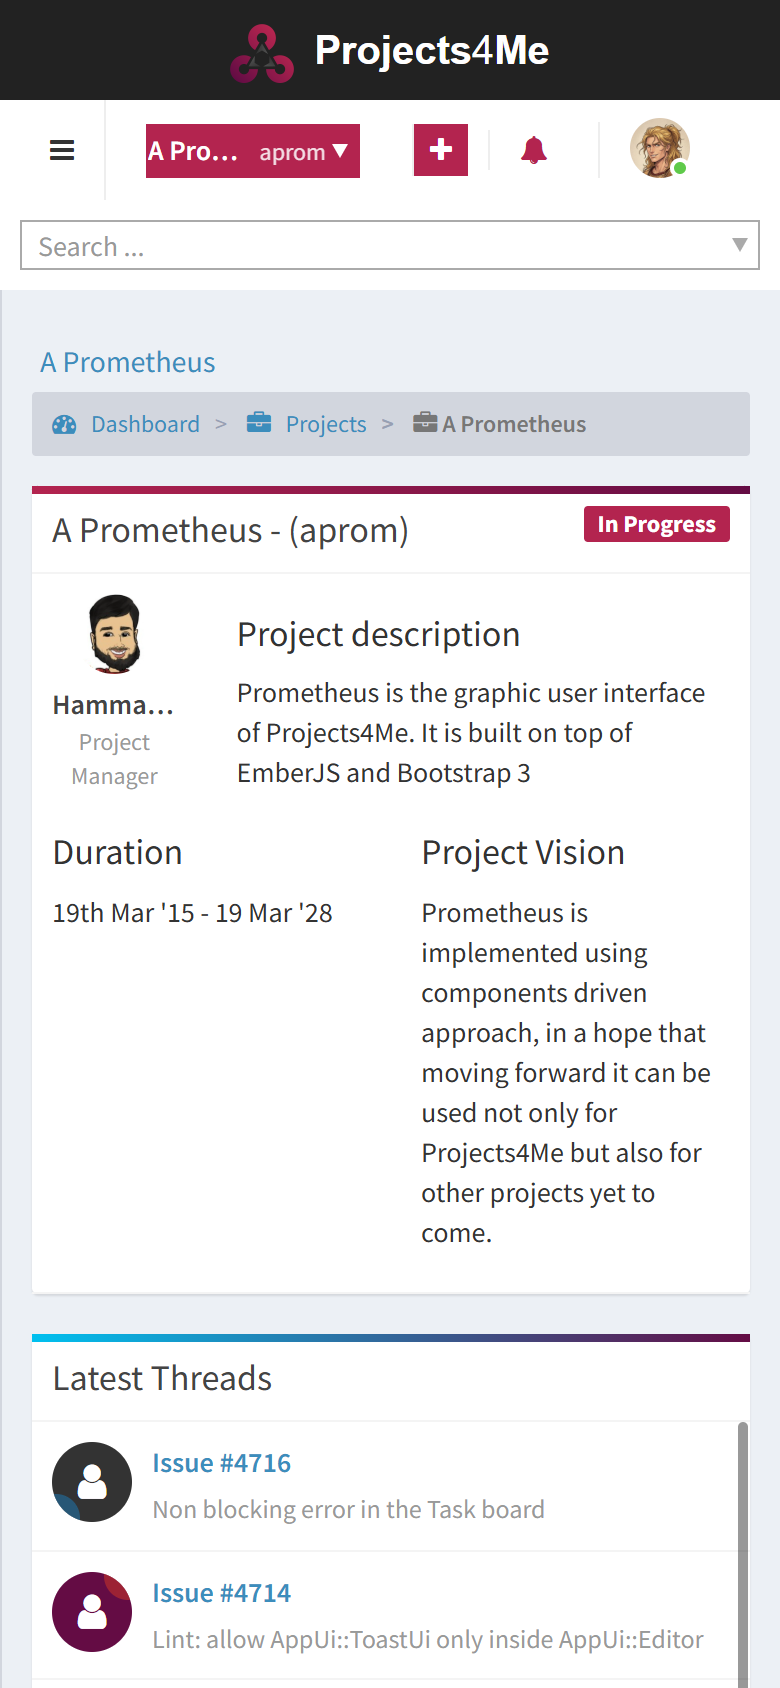 Projects4Me
A Pro... aprom
Search ...
A Prometheus
Dashboard > Projects > A Prometheus
A Prometheus - (aprom)
In Progress
Hamma...
Project
Manager
Project description
Prometheus is the graphic user interface
of Projects4Me. It is built on top of
EmberJS and Bootstrap 3
Duration
19th Mar '15 - 19 Mar '28
Project Vision
Prometheus is
implemented using
components driven
approach, in a hope that
moving forward it can be
used not only for
Projects4Me but also for
other projects yet to
come.
Latest Threads
Issue #4716
Non blocking error in the Task board
Issue #4714
Lint: allow AppUi::ToastUi only inside AppUi::Editor